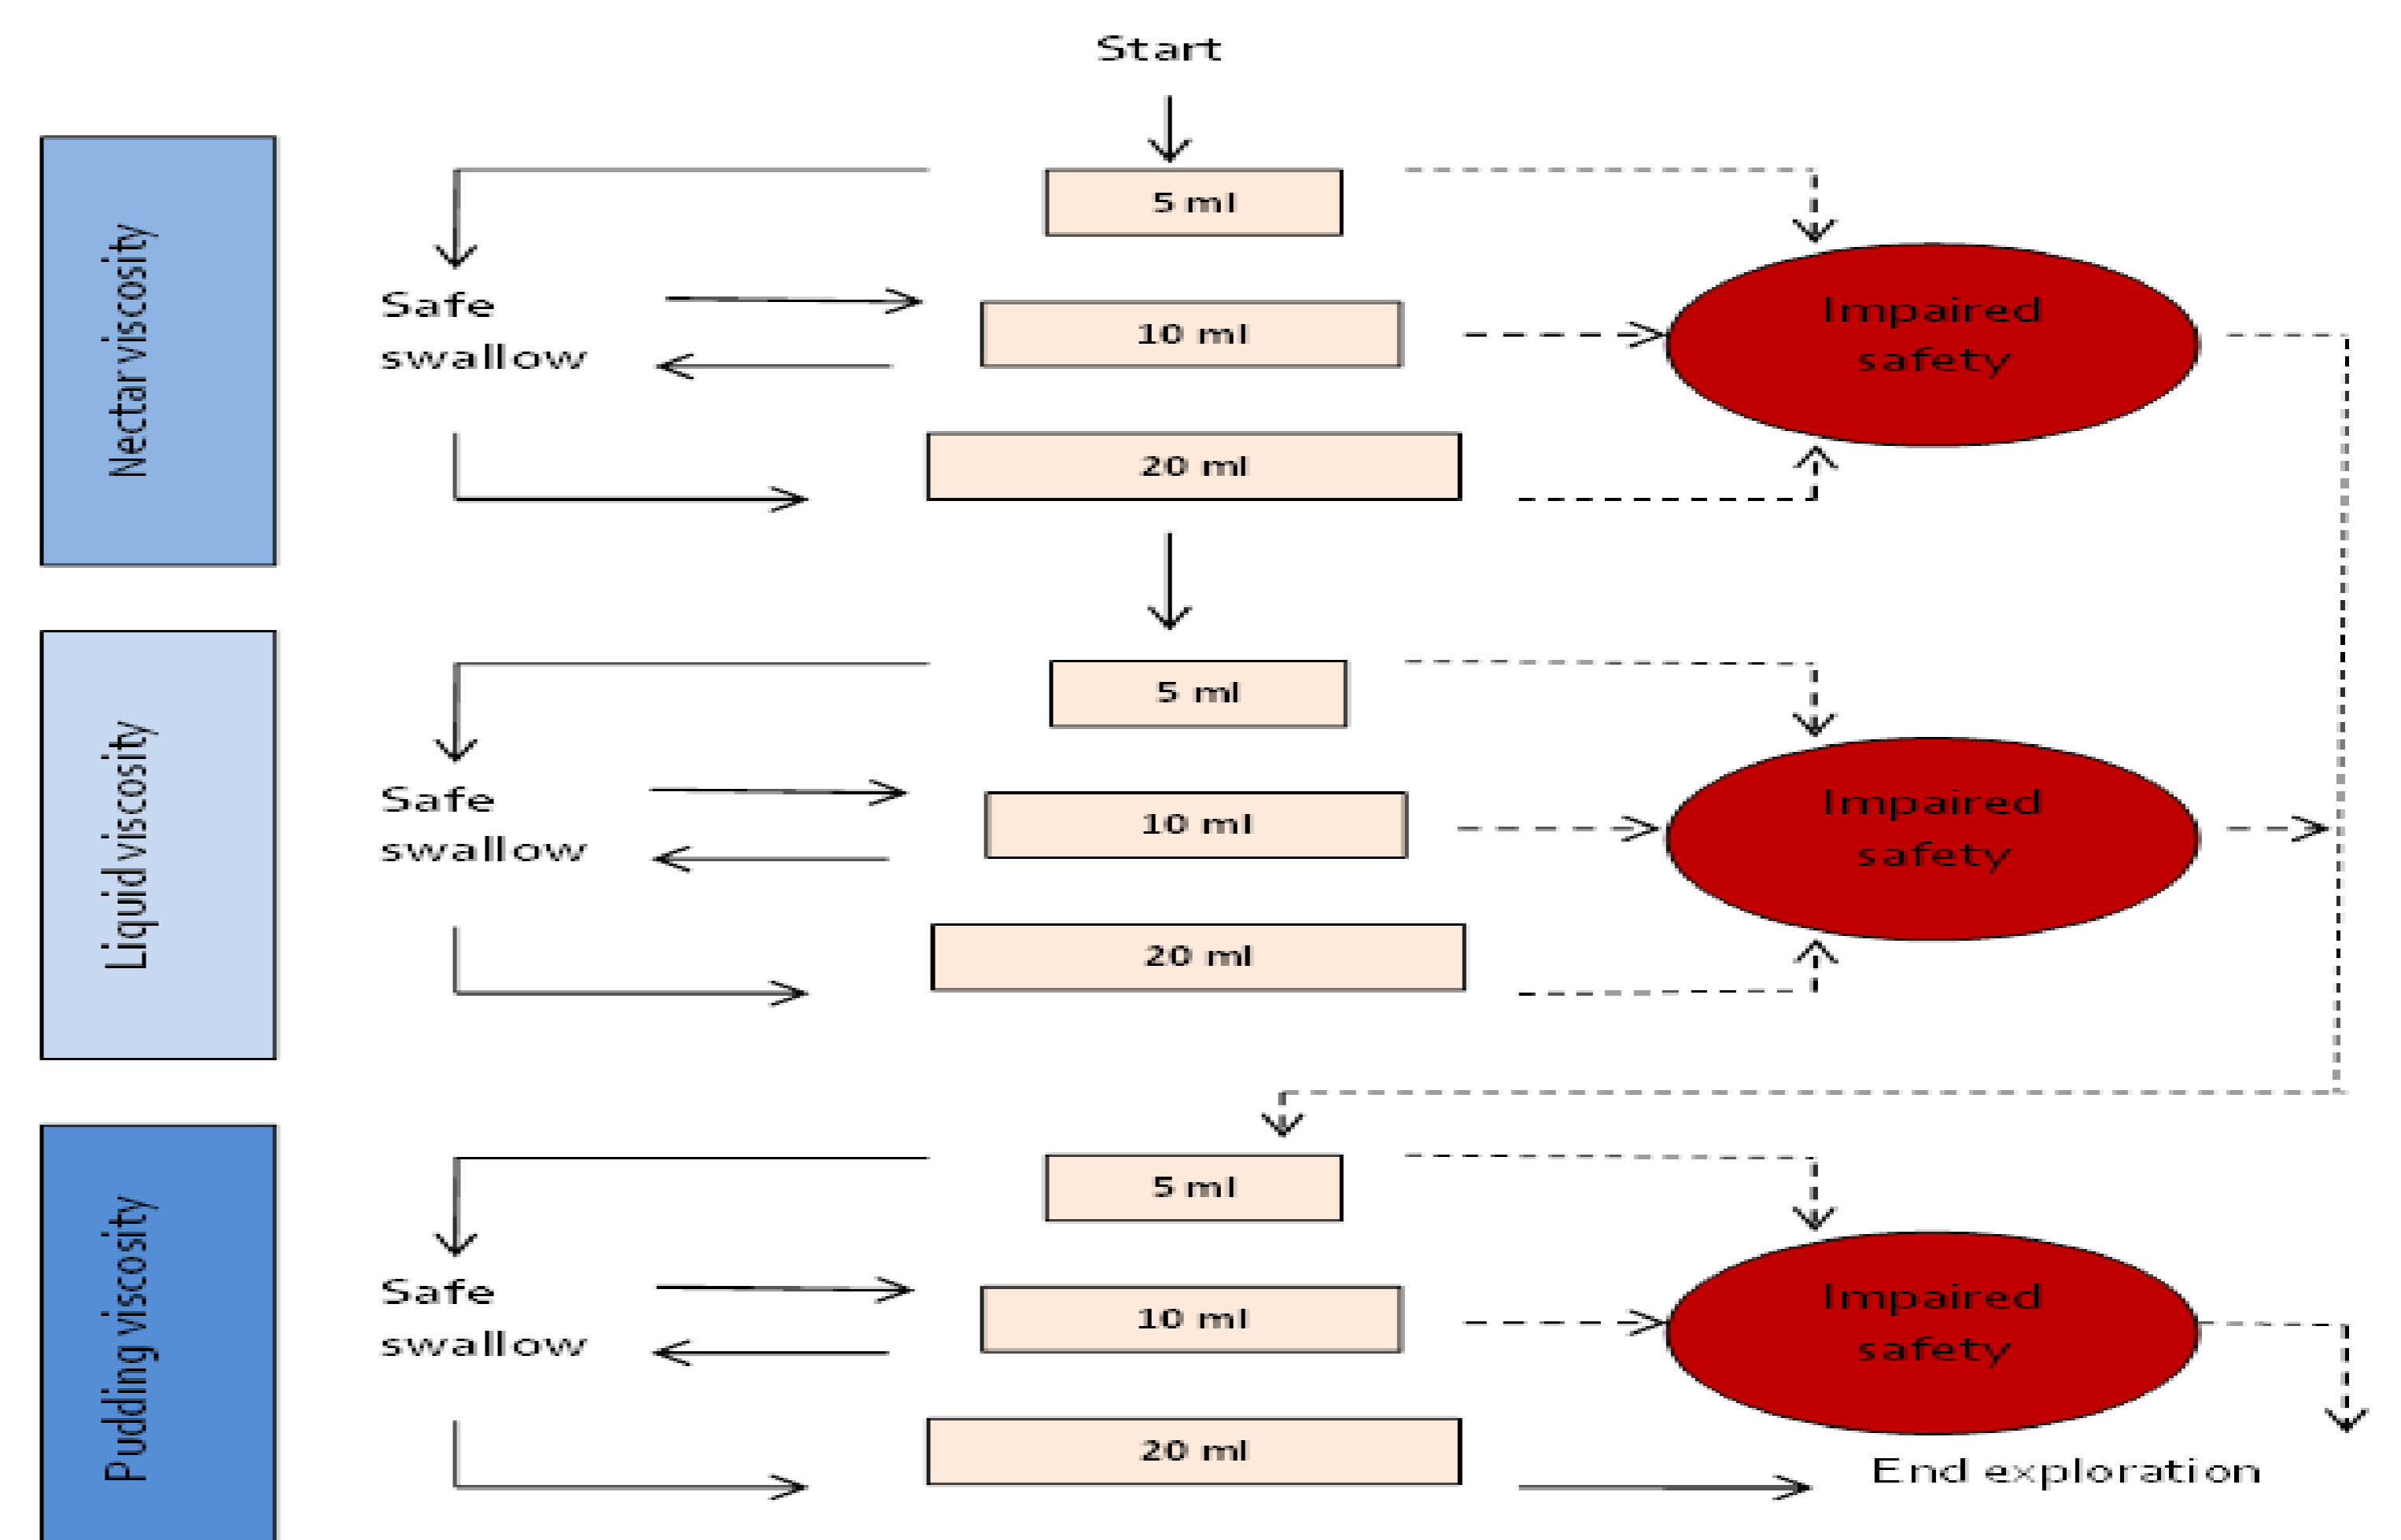 Start
Nectar viscosity
5 ml
Safe
swallow
10 ml
Impaired
safety
20 ml
Liquid viscosity
5 ml
Safe
swallow
10 ml
Impaired
safety
20 ml
Pudding viscosity
5 ml
Safe
swallow
10 ml
Impaired
safety
20 ml
End exploration